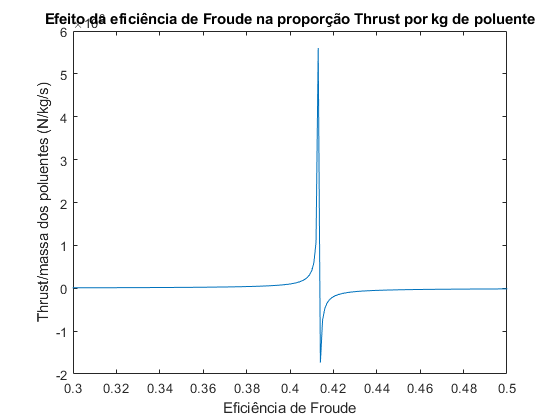 Efeito da eficiência de Froude na proporção Thrust por kg de poluente
6
5
4
3
2
1
0
-1
-2
Thrust/massa dos poluentes (N/kg/s)
0.3 0.32 0.34 0.36 0.38 0.4 0.42 0.44 0.46 0.48 0.5
Eficiência de Froude